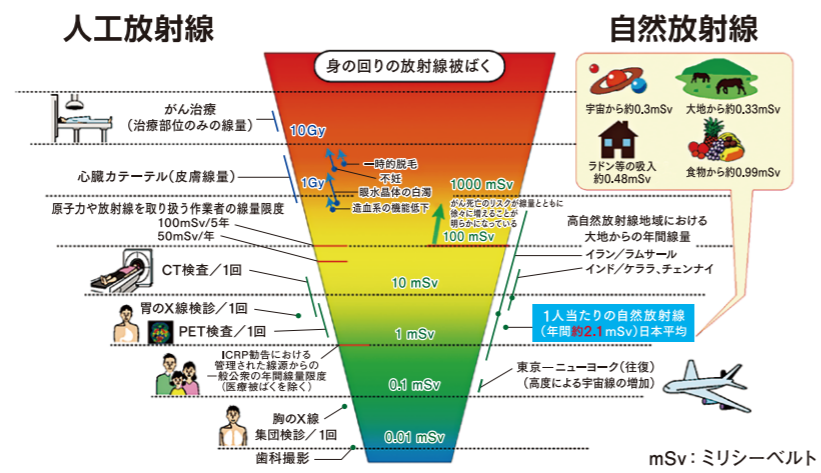 人工放射線
自然放射線
身の回りの放射線被ばく
宇宙から約0.3mSv
大地から約0.33mSv
ラドン等の吸入
約0.48mSv
食物から約0.99mSv
がん治療
(治療部位のみの線量)
10Gy
心臓カテーテル(皮膚線量)
1Gy
一時的脱毛
不妊
眼水晶体の白濁
造血系の機能低下
1000 mSv
がん死亡のリスクが線量とともに
徐々に増えることが
明らかになっている
100 mSv
原子力や放射線を取り扱う作業者の線量限度
100mSv/5年
50mSv/年
高自然放射線地域における
大地からの年間線量
イラン/ラムサール
インド/ケララ、チェンナイ
CT検査/1回
10 mSv
胃のX線検診/1回
PET検査/1回
1 mSv
1人当たりの自然放射線
(年間約2.1mSv)日本平均
ICRP勧告における
管理された線源からの
一般公衆の年間線量限度
(医療被ばくを除く)
0.1 mSv
東京ーニューヨーク(往復)
(高度による宇宙線の増加)
胸のX線
集団検診/1回
0.01 mSv
歯科撮影
mSv:ミリシーベルト